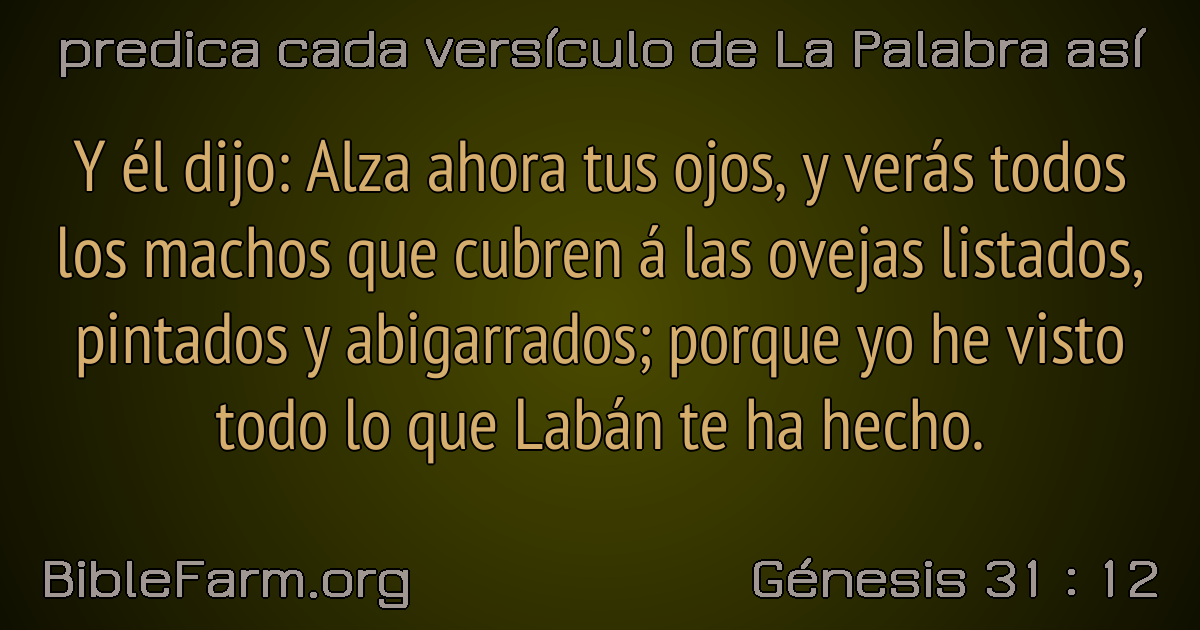 predica cada versículo de La Palabra así
Y él dijo: Alza ahora tus ojos, y verás todos
los machos que cubren á las ovejas listados,
pintados y abigarrados; porque yo he visto
todo lo que Labán te ha hecho.
BibleFarm.org
Génesis 31 : 12